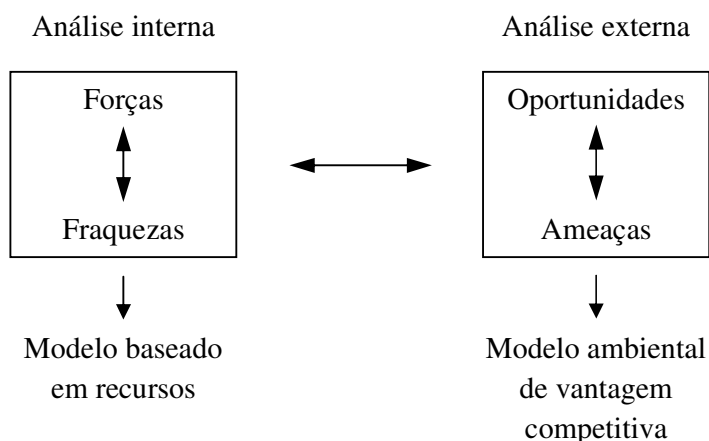 Análise interna
Forças
Fraquezas
Modelo baseado
em recursos
Análise externa
Oportunidades
Ameaças
Modelo ambiental
de vantagem
competitiva